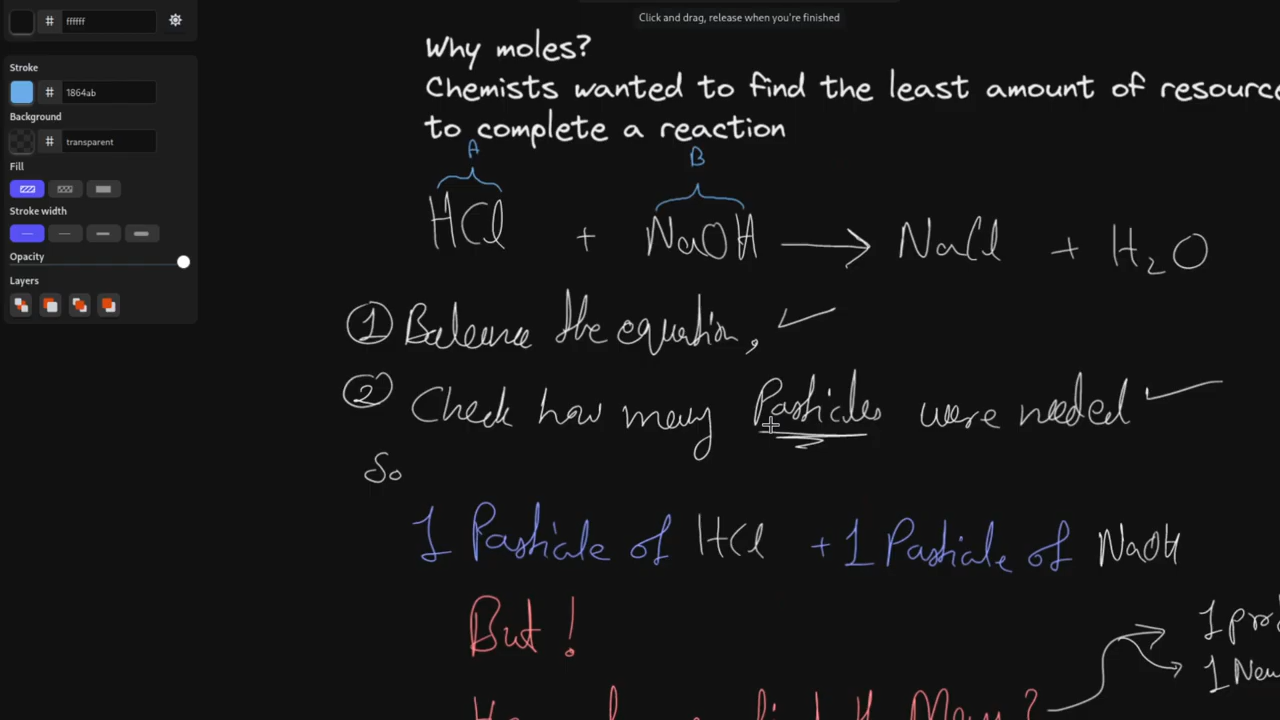 Click and drag, release when you're finished
# ffffff
Stroke
# 1864ab
Background
# transparent
Fill
Stroke width
Opacity
Layers
Why moles?
Chemists wanted to find the least amount of resource
to complete a reaction
A B
HCl + NaOH → NaCl + H₂O
① Balance the equation, ✓
② Check how many Particles were needed ✓
So
1 Particle of HCl + 1 Particle of NaOH
But !
1 pro
1 Neu